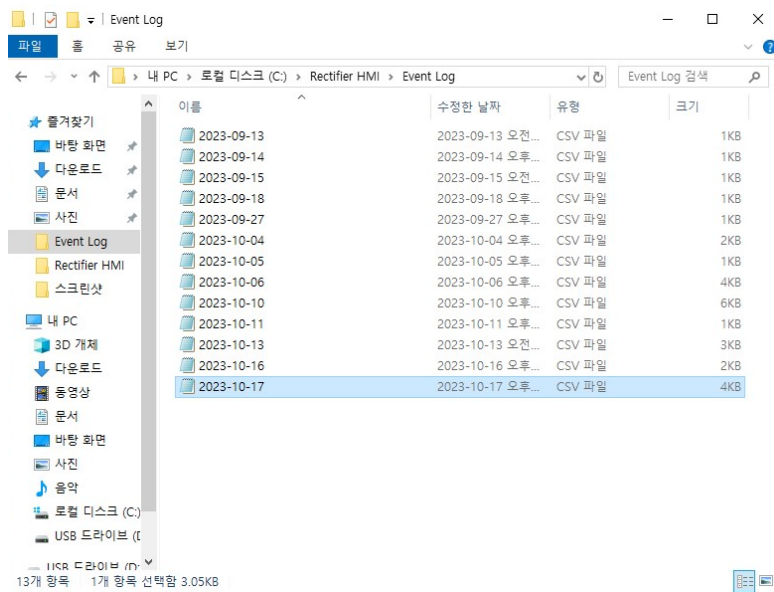 Event Log
파일 홈 공유 보기
내 PC › 로컬 디스크 (C:) › Rectifier HMI › Event Log
Event Log 검색
즐겨찾기
바탕 화면
다운로드
문서
사진
Event Log
Rectifier HMI
스크린샷
내 PC
3D 개체
다운로드
동영상
문서
바탕 화면
사진
음악
로컬 디스크 (C:)
USB 드라이브 (D
USB 드라이브 (D:
이름 수정한 날짜 유형 크기
2023-09-13 2023-09-13 오전... CSV 파일 1KB
2023-09-14 2023-09-14 오후... CSV 파일 1KB
2023-09-15 2023-09-15 오전... CSV 파일 1KB
2023-09-18 2023-09-18 오후... CSV 파일 1KB
2023-09-27 2023-09-27 오후... CSV 파일 1KB
2023-10-04 2023-10-04 오후... CSV 파일 2KB
2023-10-05 2023-10-05 오후... CSV 파일 1KB
2023-10-06 2023-10-06 오후... CSV 파일 4KB
2023-10-10 2023-10-10 오후... CSV 파일 6KB
2023-10-11 2023-10-11 오후... CSV 파일 1KB
2023-10-13 2023-10-13 오전... CSV 파일 3KB
2023-10-16 2023-10-16 오후... CSV 파일 2KB
2023-10-17 2023-10-17 오후... CSV 파일 4KB
13개 항목 1개 항목 선택함 3.05KB